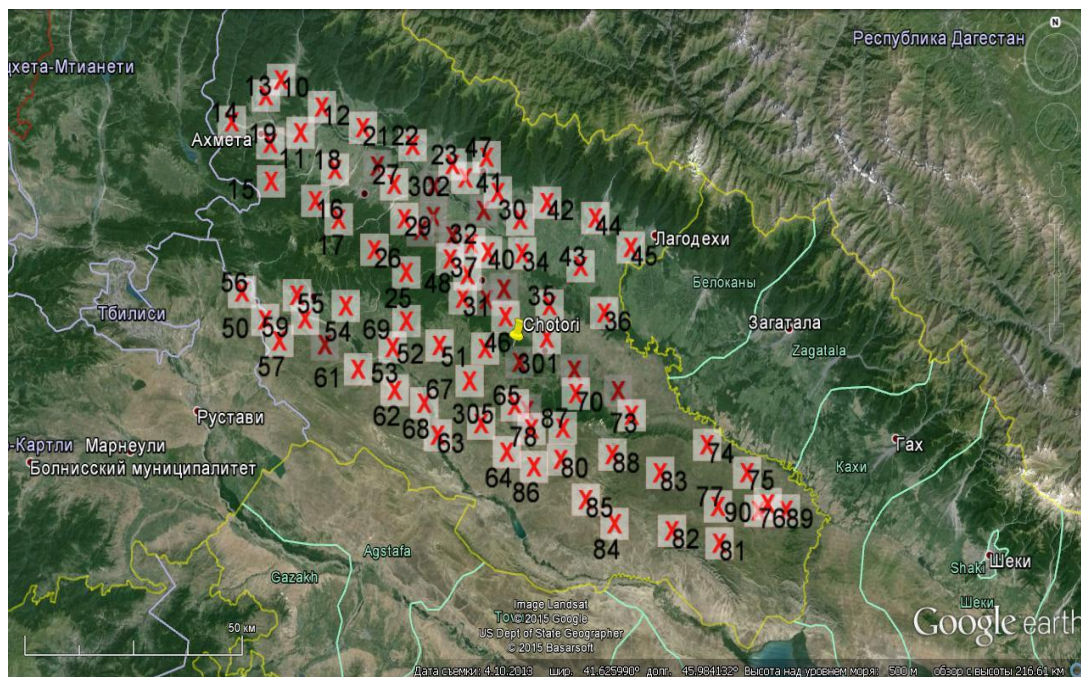 N
Республика Дагестан
цхета-Мтианети
13 10
14 12
Ахмета 19 21 22
11 18 23 47
15 27 302 41
16 30 42
17 29 44
26 32 40 34 43 45 Лагодехи
48 37
Белоканы
56
Тбилиси 55 25 31 35
50 59 54 69 36
Chotori
Загатала
57 52 51 46
Zagatala
61 53 301
62 67 65 70
Рустави
68 305 87 73
63 78
-Картли Марнеули
Гах
Болнисский муниципалитет
64 80 88 74
Кахи
86 83 75
85 77 90 76 89
84 82 81
Agstafa
Шеки
Shaki
Gazakh
Шеки
Image Landsat
© 2015 Google
US Dept of State Geographer
© 2015 Basarsoft
Google earth
50 км
Дата съемки: 4.10.2013 шир. 41.625990° долг. 45.984132° Высота над уровнем моря: 500 м обзор с высоты 216.61 км